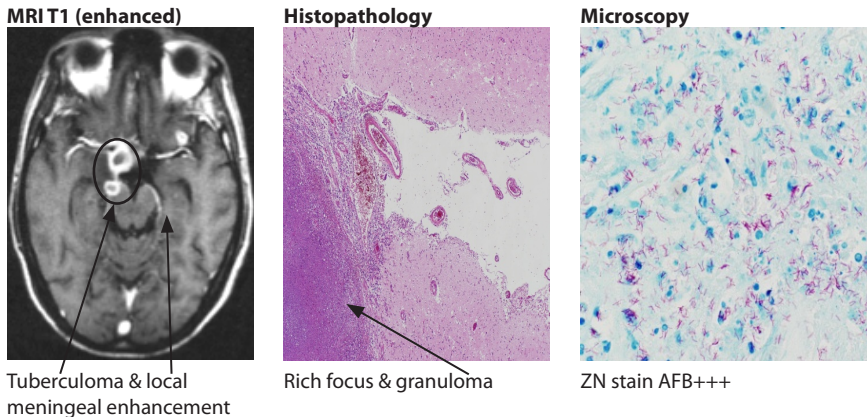 MRI T1 (enhanced)
Histopathology
Microscopy
Tuberculoma & local
meningeal enhancement
Rich focus & granuloma
ZN stain AFB+++